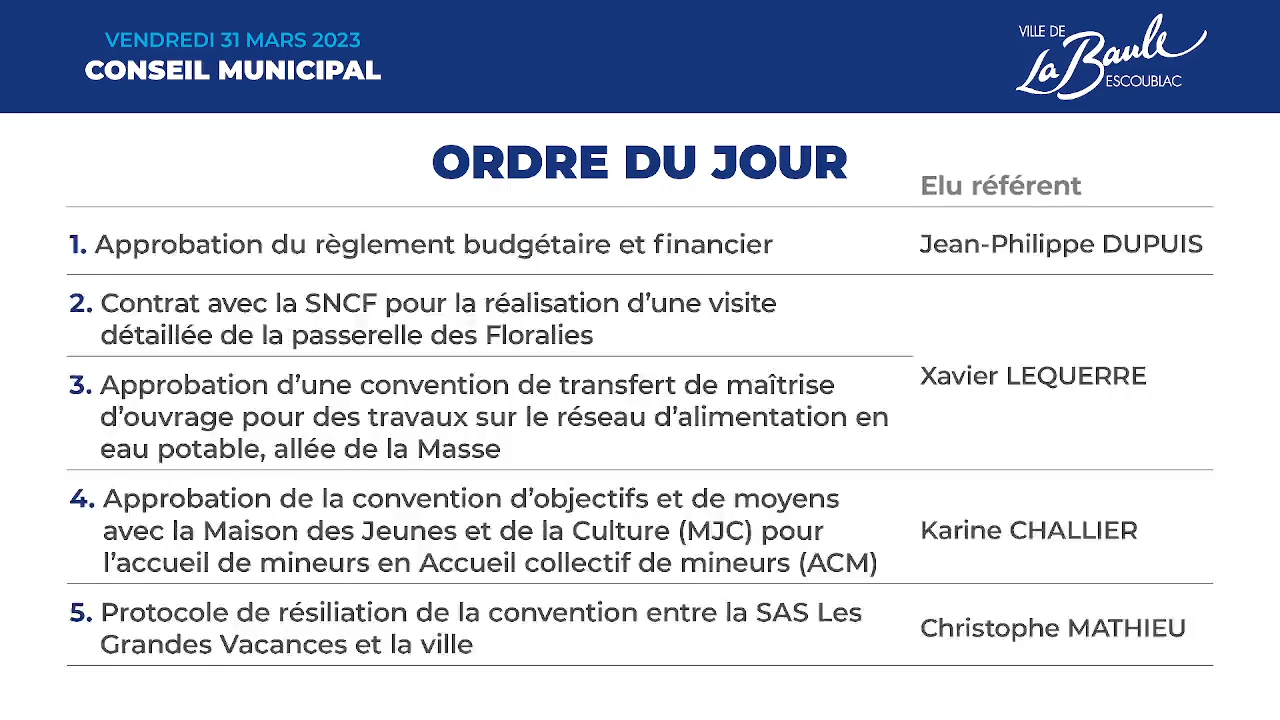 VENDREDI 31 MARS 2023
CONSEIL MUNICIPAL
VILLE DE
La Baule
ESCOUBLAC
ORDRE DU JOUR
Elu référent
1. Approbation du règlement budgétaire et financier
Jean-Philippe DUPUIS
2. Contrat avec la SNCF pour la réalisation d'une visite
détaillée de la passerelle des Floralies
3. Approbation d'une convention de transfert de maîtrise
d'ouvrage pour des travaux sur le réseau d'alimentation en
eau potable, allée de la Masse
Xavier LEQUERRE
4. Approbation de la convention d'objectifs et de moyens
avec la Maison des Jeunes et de la Culture (MJC) pour
l'accueil de mineurs en Accueil collectif de mineurs (ACM)
Karine CHALLIER
5. Protocole de résiliation de la convention entre la SAS Les
Grandes Vacances et la ville
Christophe MATHIEU